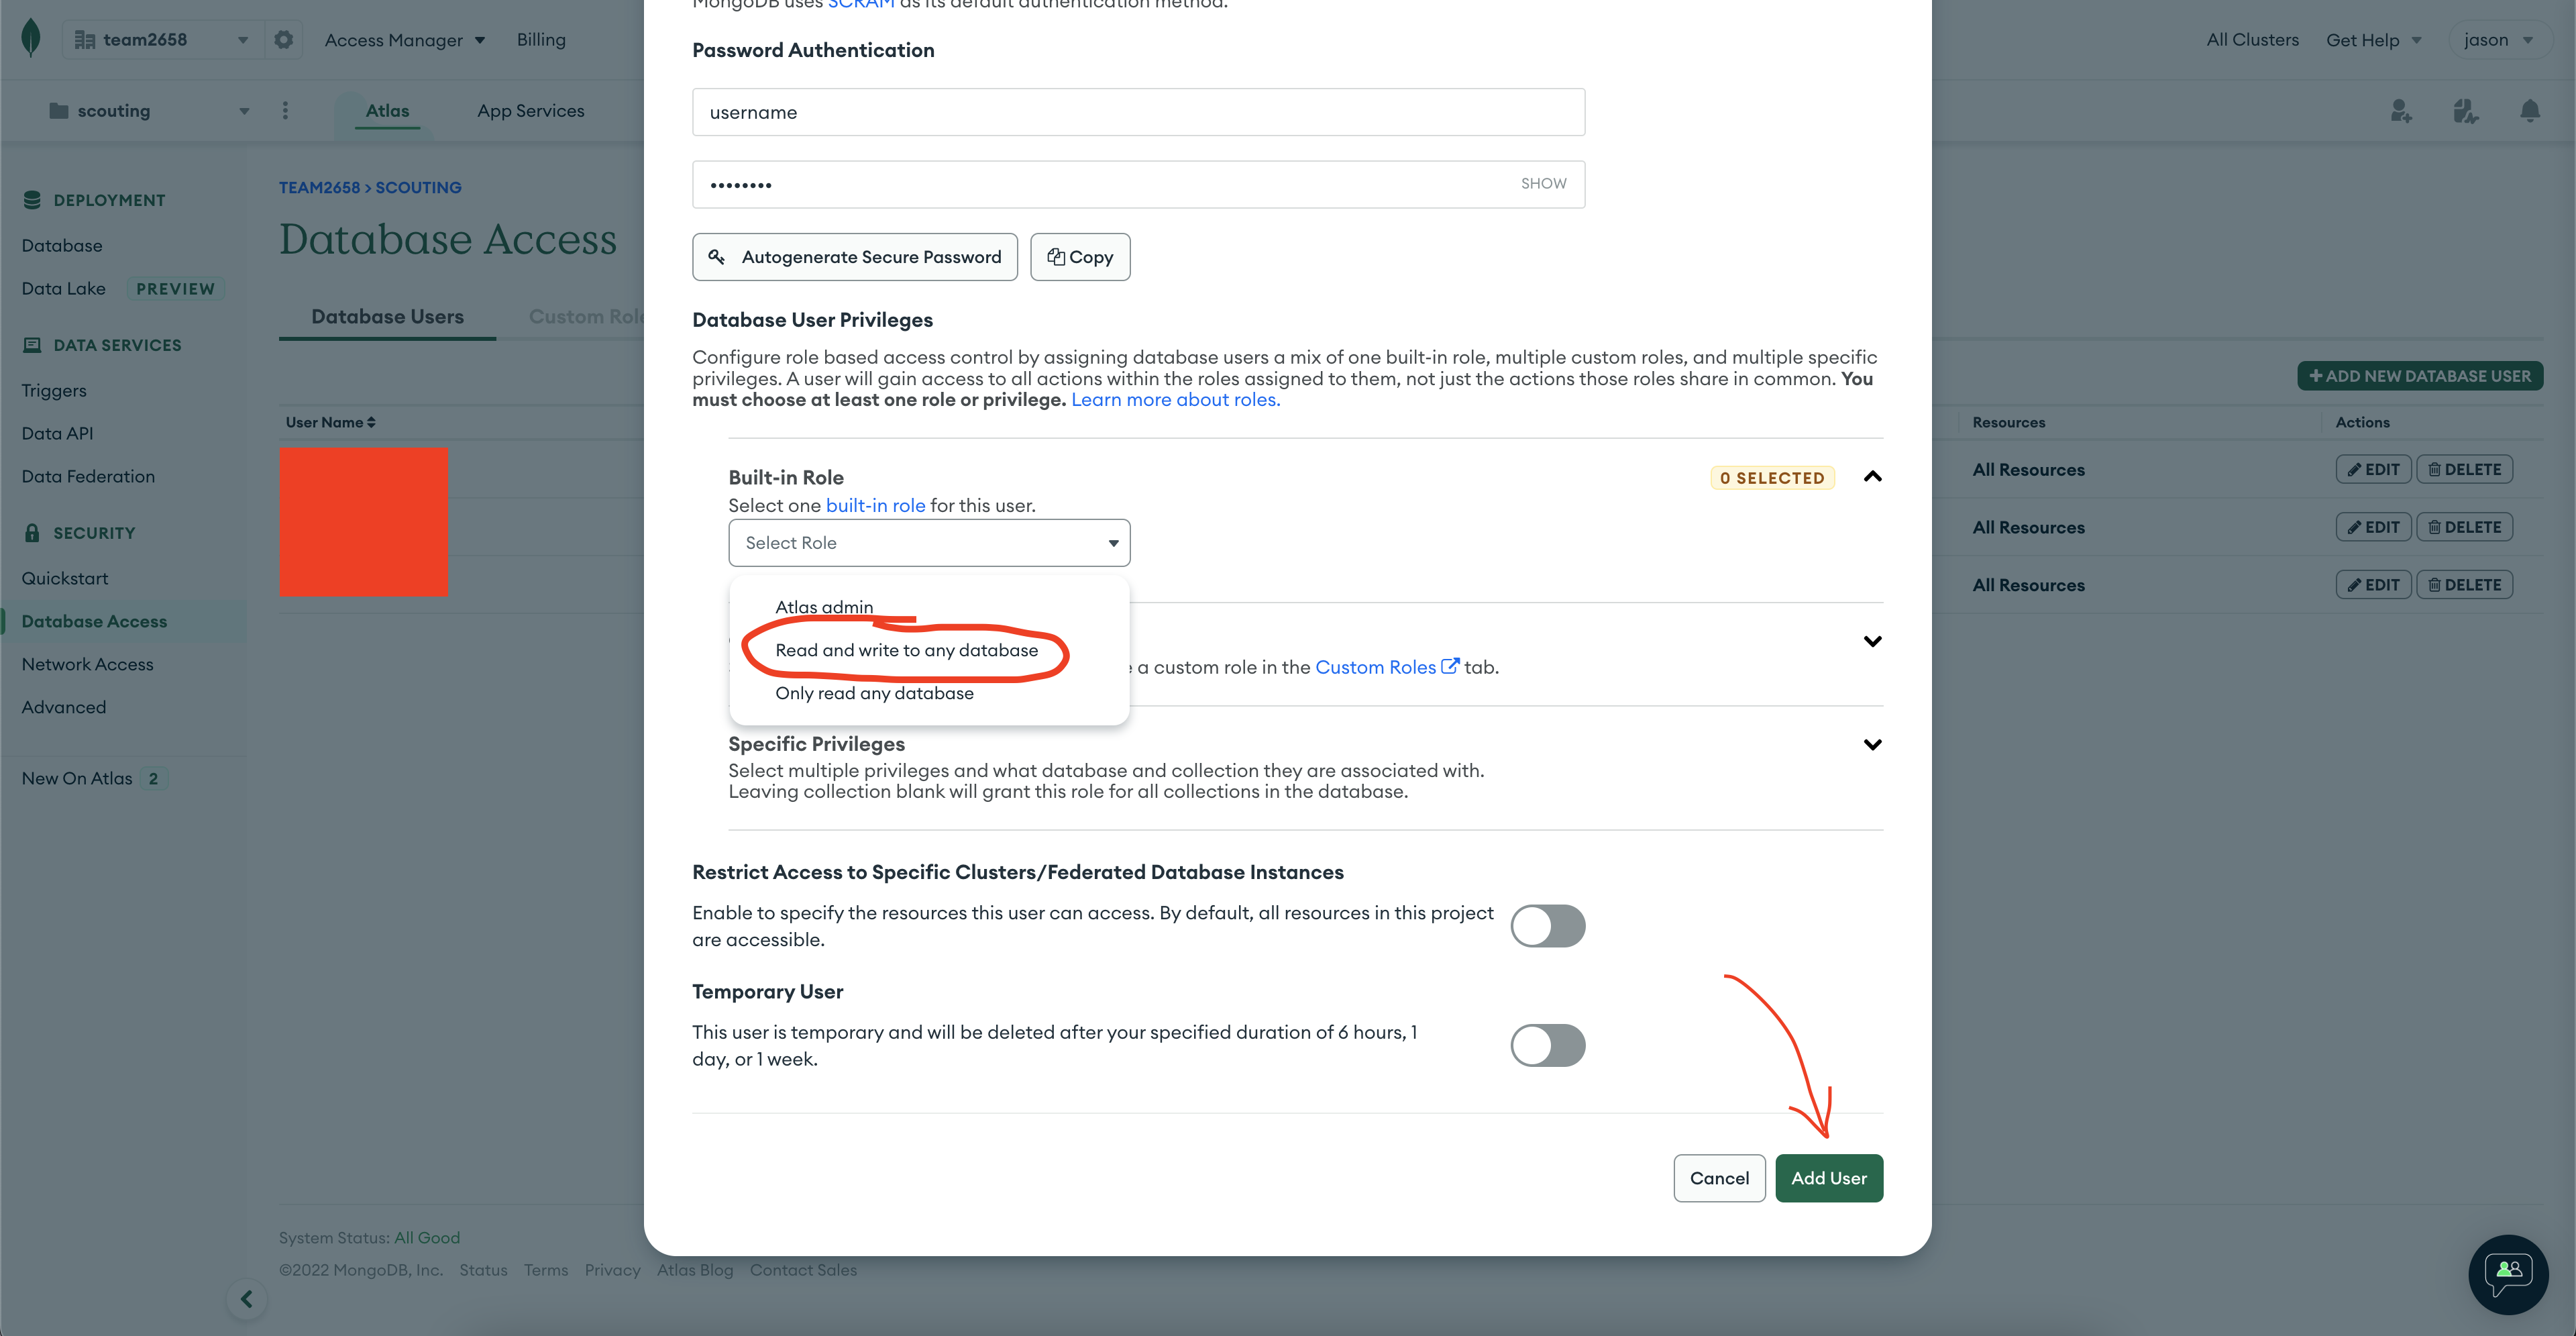 team2658
Access Manager
Billing
All Clusters
Get Help
jason
scouting
Atlas
App Services
DEPLOYMENT
Database
Data Lake PREVIEW
DATA SERVICES
Triggers
Data API
Data Federation
SECURITY
Quickstart
Database Access
Network Access
Advanced
New On Atlas 2
TEAM2658 > SCOUTING
Database Access
Database Users
Custom Role
User Name
MongoDB uses SCRAM as its default authentication method.
Password Authentication
username
•••••••• SHOW
Autogenerate Secure Password
Copy
Database User Privileges
Configure role based access control by assigning database users a mix of one built-in role, multiple custom roles, and multiple specific
privileges. A user will gain access to all actions within the roles assigned to them, not just the actions those roles share in common. You
must choose at least one role or privilege. Learn more about roles.
Built-in Role
0 SELECTED
Select one built-in role for this user.
Select Role
Atlas admin
Read and write to any database
Only read any database
a custom role in the Custom Roles tab.
Specific Privileges
Select multiple privileges and what database and collection they are associated with.
Leaving collection blank will grant this role for all collections in the database.
Restrict Access to Specific Clusters/Federated Database Instances
Enable to specify the resources this user can access. By default, all resources in this project
are accessible.
Temporary User
This user is temporary and will be deleted after your specified duration of 6 hours, 1
day, or 1 week.
Cancel
Add User
+ ADD NEW DATABASE USER
Resources
Actions
All Resources
EDIT
DELETE
All Resources
EDIT
DELETE
All Resources
EDIT
DELETE
System Status: All Good
©2022 MongoDB, Inc. Status Terms Privacy Atlas Blog Contact Sales